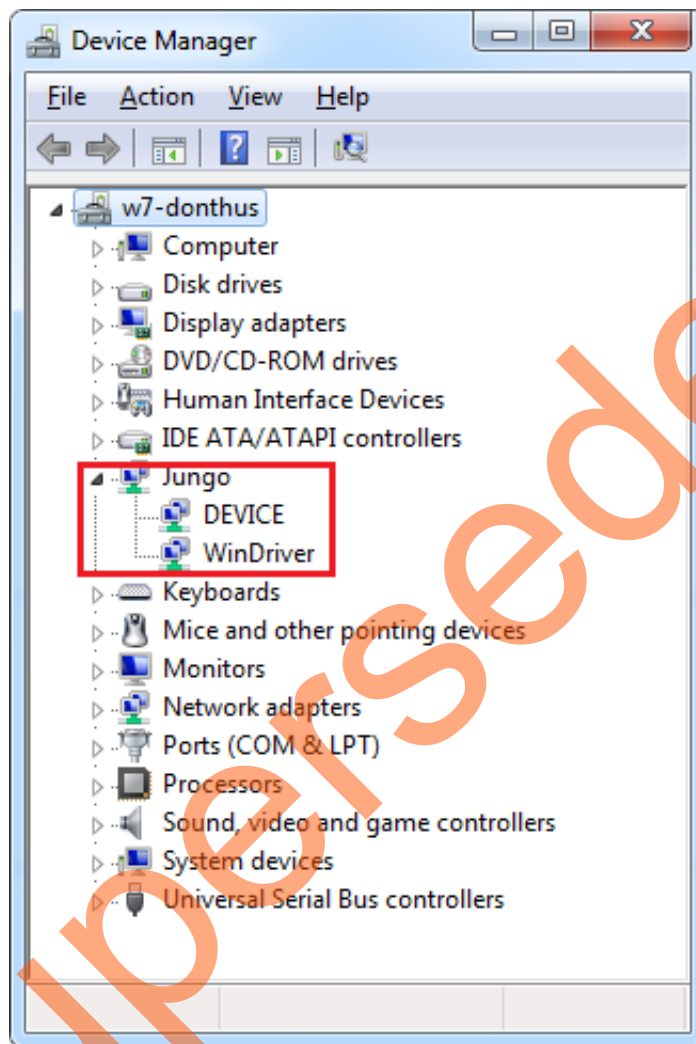 Device Manager
File Action View Help
w7-donthus
Computer
Disk drives
Display adapters
DVD/CD-ROM drives
Human Interface Devices
IDE ATA/ATAPI controllers
Jungo
DEVICE
WinDriver
Keyboards
Mice and other pointing devices
Monitors
Network adapters
Ports (COM & LPT)
Processors
Sound, video and game controllers
System devices
Universal Serial Bus controllers